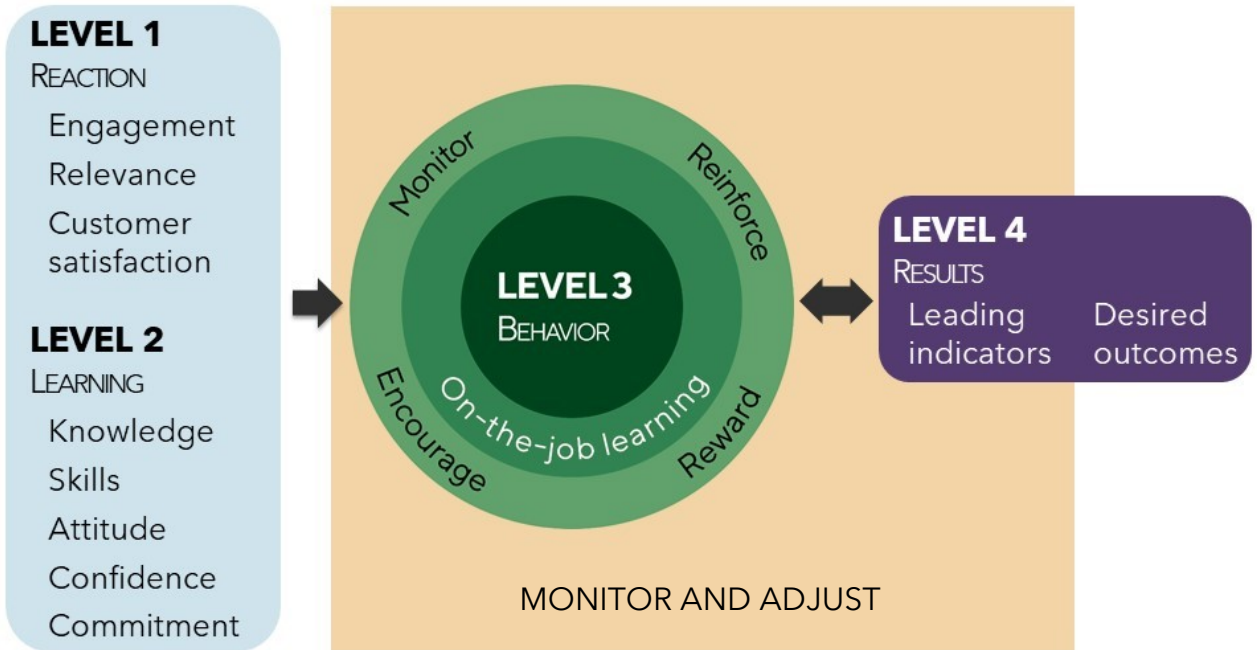 LEVEL 1
REACTION
Engagement
Relevance
Customer
satisfaction
LEVEL 2
LEARNING
Knowledge
Skills
Attitude
Confidence
Commitment
Monitor
Reinforce
LEVEL 3
BEHAVIOR
On-the-job learning
Encourage
Reward
MONITOR AND ADJUST
LEVEL 4
RESULTS
Leading
indicators
Desired
outcomes